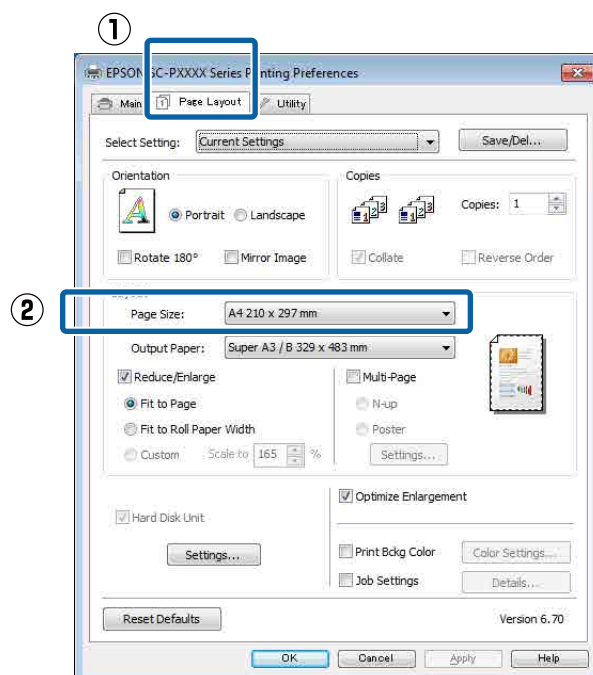 1
EPSON SC-PXXXX Series Printing Preferences
Main Page Layout Utility
Select Setting: Current Settings Save/Del...
Orientation Copies
Portrait Landscape Copies: 1
Rotate 180° Mirror Image Collate Reverse Order
2
Page Size: A4 210 x 297 mm
Output Paper: Super A3 / B 329 x 483 mm
Reduce/Enlarge Multi-Page
Fit to Page N-up
Fit to Roll Paper Width Poster
Custom Scale to 165 % Settings...
Optimize Enlargement
Hard Disk Unit
Settings... Print Bckg Color Color Settings...
Job Settings Details...
Reset Defaults Version 6.70
OK Cancel Apply Help